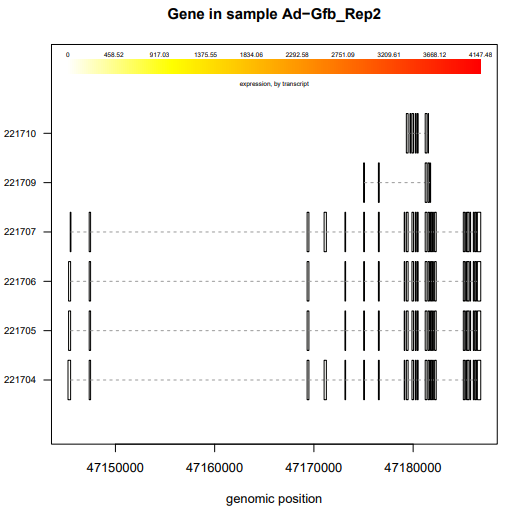 Gene in sample Ad−Gfb_Rep2
0 458.52 917.03 1375.55 1834.06 2292.58 2751.09 3209.61 3668.12 4147.48
expression, by transcript
221710
221709
221707
221706
221705
221704
47150000 47160000 47170000 47180000
genomic position